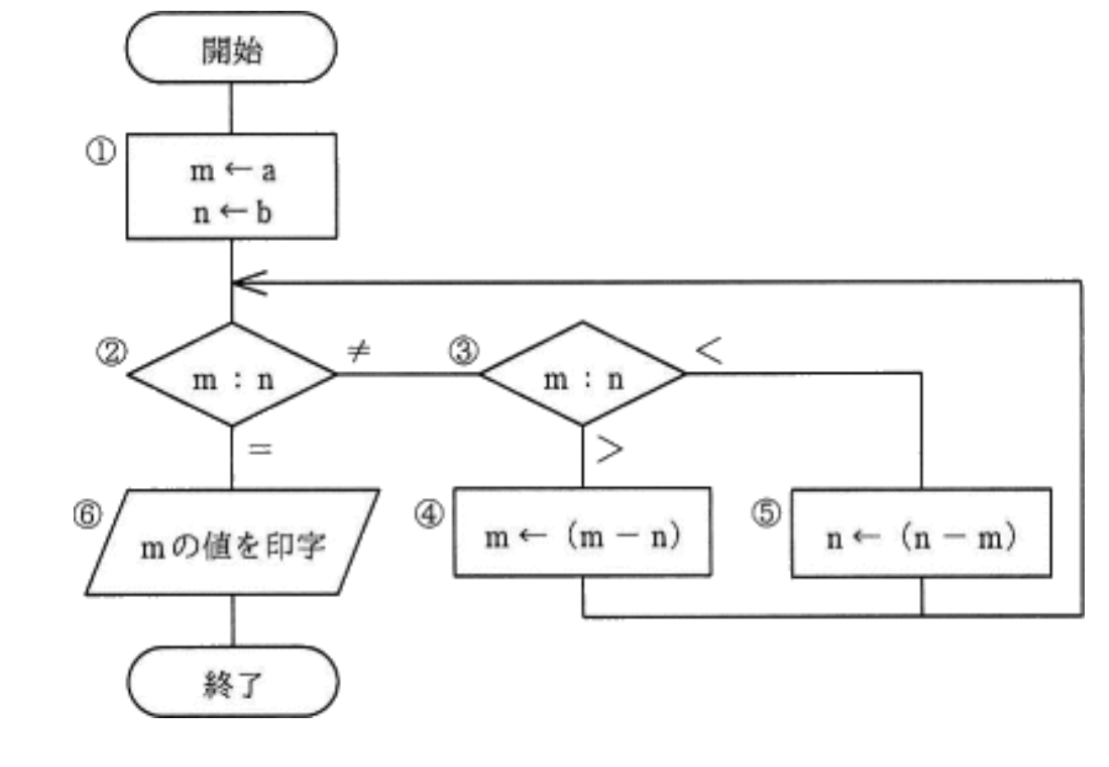 開始
①
m ← a
n ← b
②
m : n
≠
③
m : n
<
=
>
⑥
mの値を印字
④
m ← (m − n)
⑤
n ← (n − m)
終了